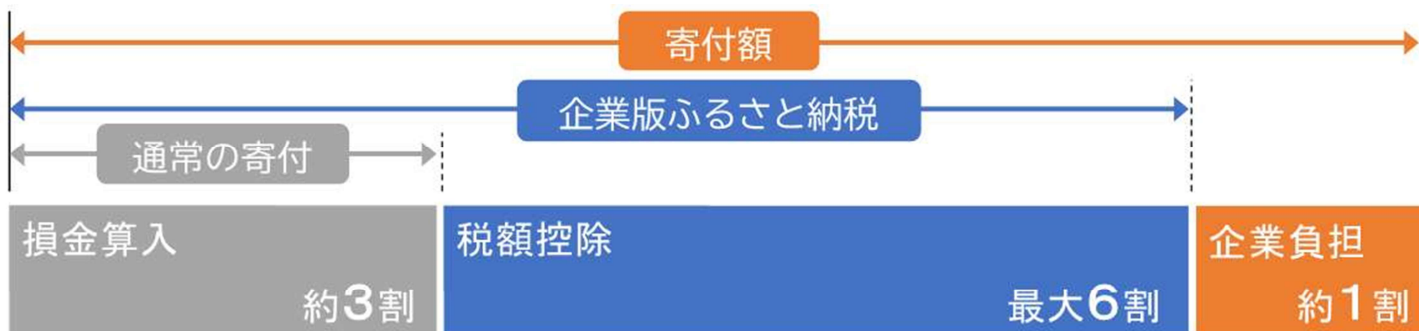 寄付額
企業版ふるさと納税
通常の寄付
損金算入
約3割
税額控除
最大6割
企業負担
約1割